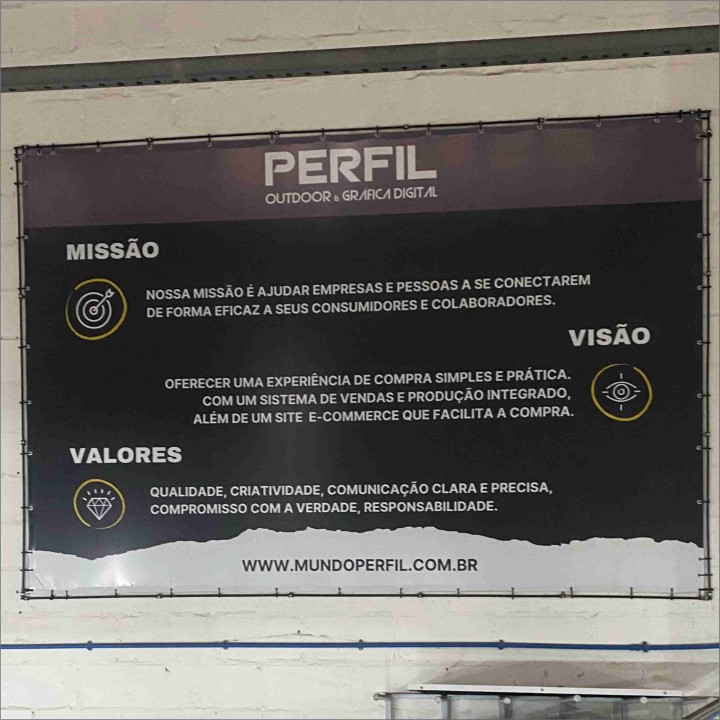 PERFIL
OUTDOOR & GRÁFICA DIGITAL
MISSÃO
NOSSA MISSÃO É AJUDAR EMPRESAS E PESSOAS A SE CONECTAREM
DE FORMA EFICAZ A SEUS CONSUMIDORES E COLABORADORES.
VISÃO
OFERECER UMA EXPERIÊNCIA DE COMPRA SIMPLES E PRÁTICA.
COM UM SISTEMA DE VENDAS E PRODUÇÃO INTEGRADO,
ALÉM DE UM SITE E-COMMERCE QUE FACILITA A COMPRA.
VALORES
QUALIDADE, CRIATIVIDADE, COMUNICAÇÃO CLARA E PRECISA,
COMPROMISSO COM A VERDADE, RESPONSABILIDADE.
WWW.MUNDOPERFIL.COM.BR